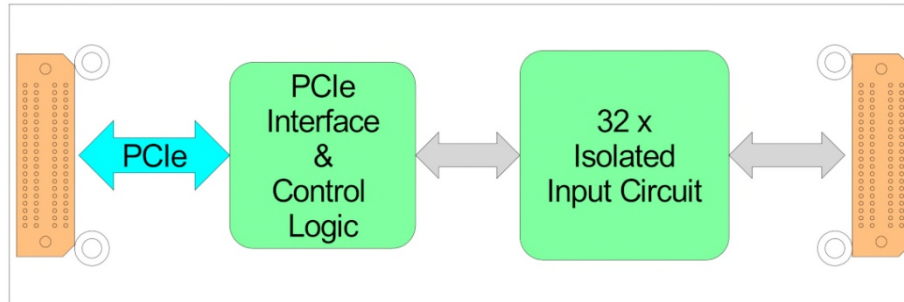 PCIe
PCIe
Interface
&
Control
Logic
32 x
Isolated
Input Circuit